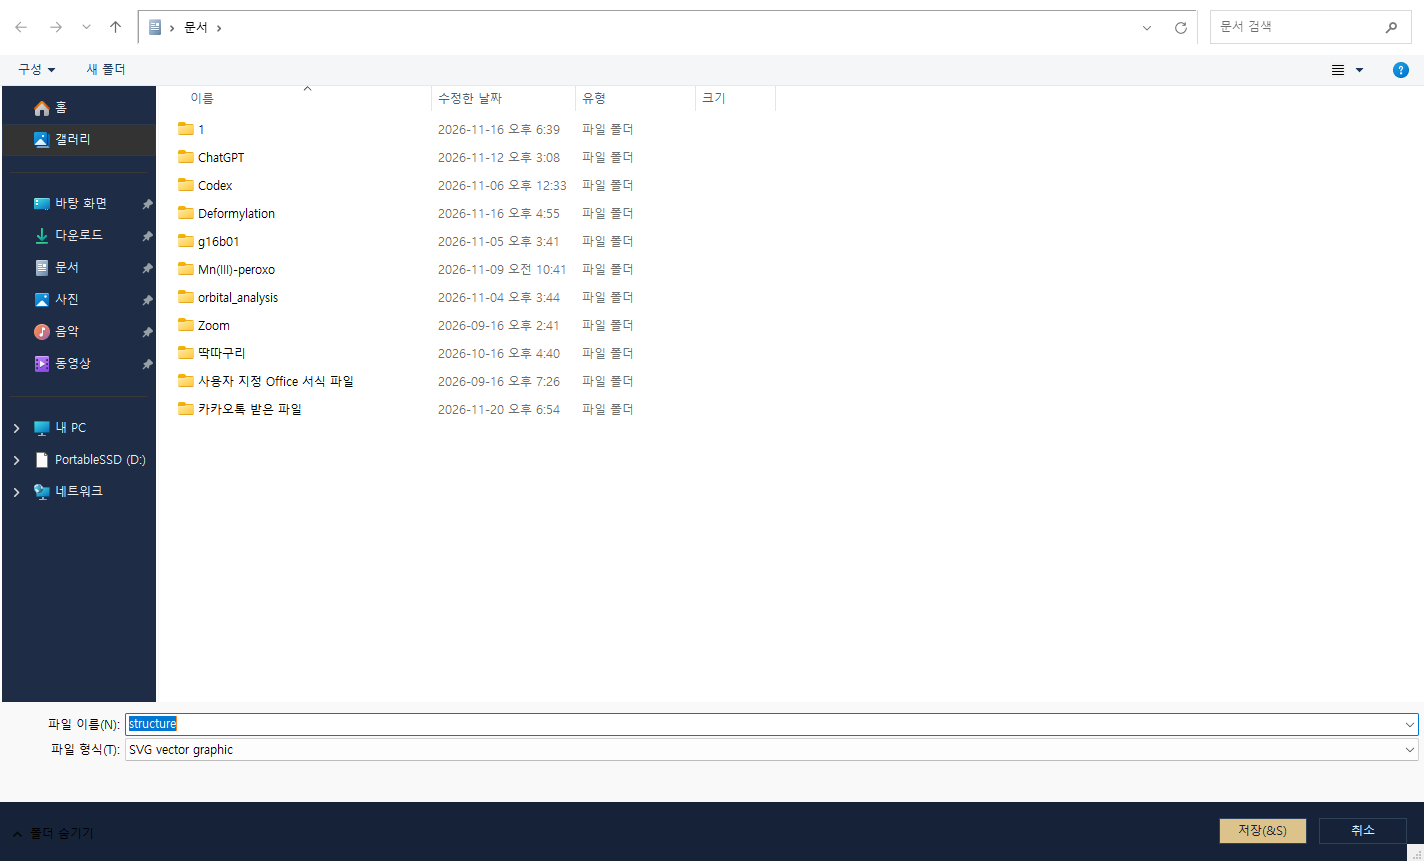 문서
문서 검색
구성
새 폴더
?
홈
갤러리
바탕 화면
다운로드
문서
사진
음악
동영상
내 PC
PortableSSD (D:)
네트워크
이름 수정한 날짜 유형 크기
1 2026-11-16 오후 6:39 파일 폴더
ChatGPT 2026-11-12 오후 3:08 파일 폴더
Codex 2026-11-06 오후 12:33 파일 폴더
Deformylation 2026-11-16 오후 4:55 파일 폴더
g16b01 2026-11-05 오후 3:41 파일 폴더
Mn(III)-peroxo 2026-11-09 오전 10:41 파일 폴더
orbital_analysis 2026-11-04 오후 3:44 파일 폴더
Zoom 2026-09-16 오후 2:41 파일 폴더
딱따구리 2026-10-16 오후 4:40 파일 폴더
사용자 지정 Office 서식 파일 2026-09-16 오후 7:26 파일 폴더
카카오톡 받은 파일 2026-11-20 오후 6:54 파일 폴더
파일 이름(N): structure
파일 형식(T): SVG vector graphic
폴더 숨기기
저장(&S)
취소